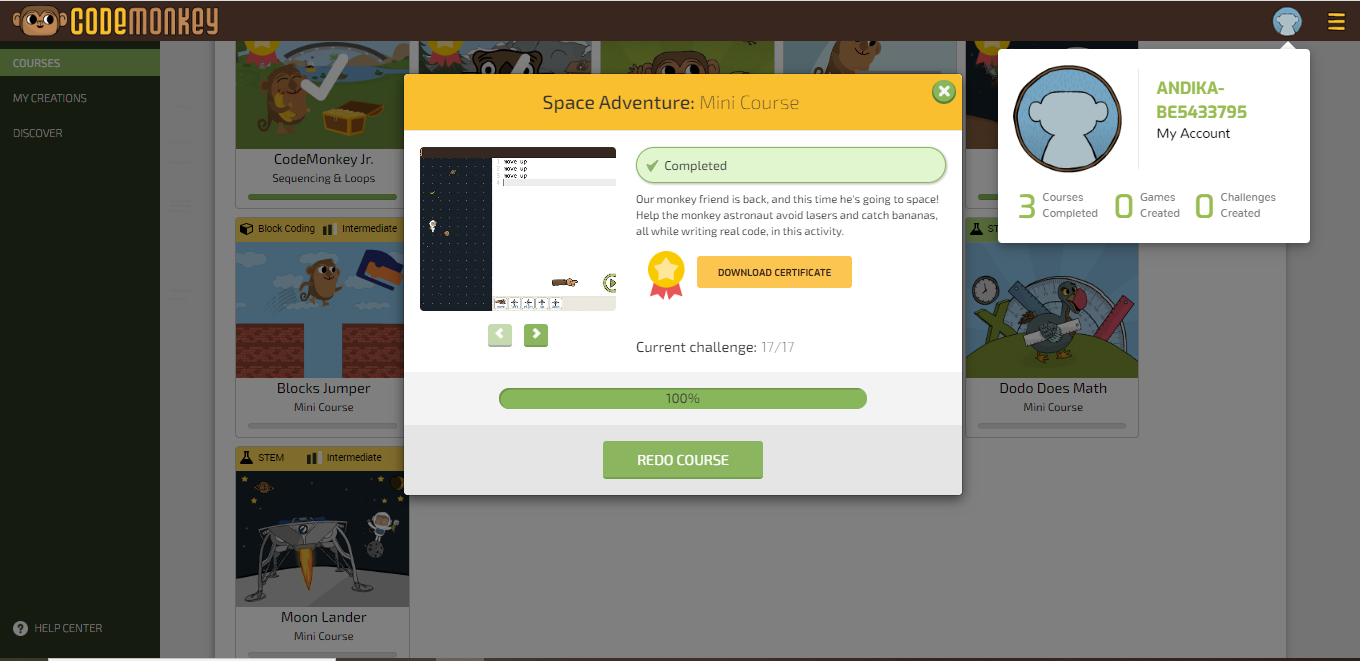 CODEMONKEY
COURSES
MY CREATIONS
DISCOVER
HELP CENTER
CodeMonkey Jr.
Sequencing & Loops
Block Coding
Intermediate
Blocks Jumper
Mini Course
STEM
Intermediate
Moon Lander
Mini Course
Space Adventure: Mini Course
1 move up
2 move up
3 move up
4
Completed
Our monkey friend is back, and this time he's going to space!
Help the monkey astronaut avoid lasers and catch bananas,
all while writing real code, in this activity.
DOWNLOAD CERTIFICATE
Current challenge: 17/17
100%
REDO COURSE
ANDIKA-
BE5433795
My Account
3 Courses
Completed
0 Games
Created
0 Challenges
Created
ST
Dodo Does Math
Mini Course